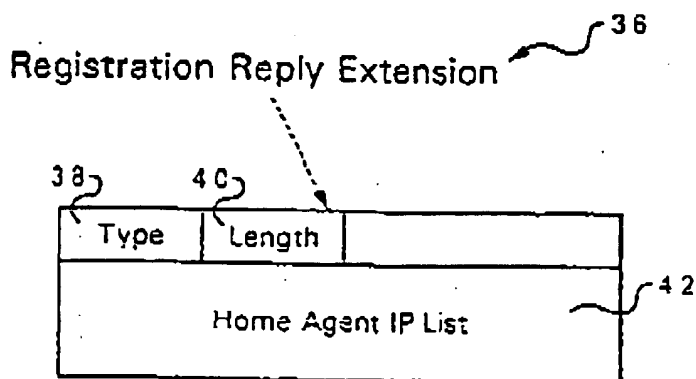 36
Registration Reply Extension
38 40
Type Length
42
Home Agent IP List